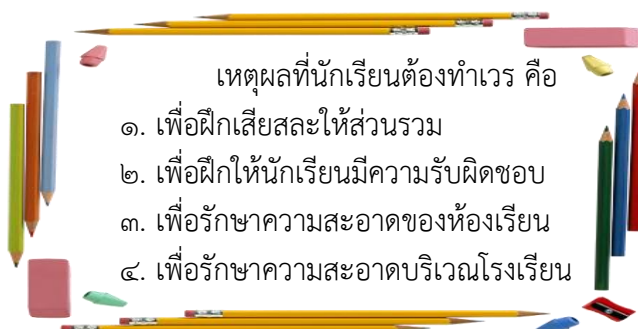 เหตุผลที่นักเรียนต้องทำเวร คือ
๑. เพื่อฝึกเสียสละให้ส่วนรวม
๒. เพื่อฝึกให้นักเรียนมีความรับผิดชอบ
๓. เพื่อรักษาความสะอาดของห้องเรียน
๔. เพื่อรักษาความสะอาดบริเวณโรงเรียน